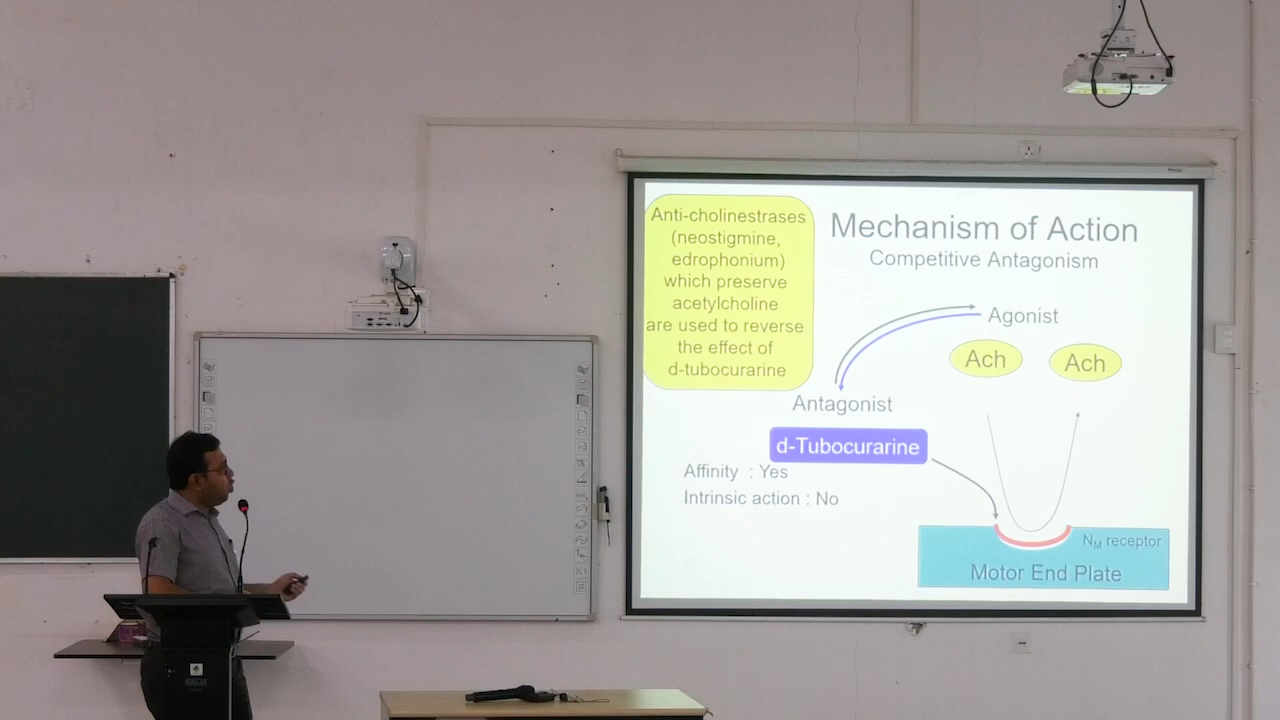 Anti-cholinestrases
(neostigmine,
edrophonium)
which preserve
acetylcholine
are used to reverse
the effect of
d-tubocurarine
Mechanism of Action
Competitive Antagonism
Agonist
Ach Ach
Antagonist
d-Tubocurarine
Affinity : Yes
Intrinsic action : No
NM receptor
Motor End Plate